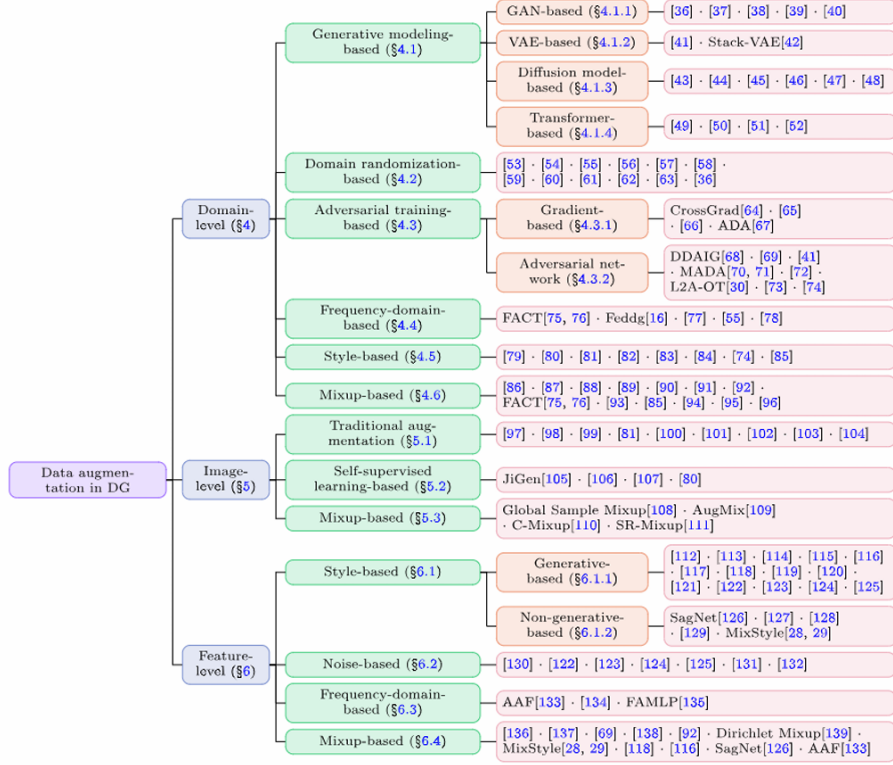 GAN-based (§4.1.1)
[36] · [37] · [38] · [39] · [40]
Generative modeling-
based (§4.1)
VAE-based (§4.1.2)
[41] · Stack-VAE[42]
Diffusion model-
based (§4.1.3)
[43] · [44] · [45] · [46] · [47] · [48]
Transformer-
based (§4.1.4)
[49] · [50] · [51] · [52]
Domain randomization-
based (§4.2)
[53] · [54] · [55] · [56] · [57] · [58] ·
[59] · [60] · [61] · [62] · [63] · [36]
Domain-
level (§4)
Adversarial training-
based (§4.3)
Gradient-
based (§4.3.1)
CrossGrad[64] · [65]
· [66] · ADA[67]
Adversarial net-
work (§4.3.2)
DDAIG[68] · [69] · [41]
· MADA[70, 71] · [72] ·
L2A-OT[30] · [73] · [74]
Frequency-domain-
based (§4.4)
FACT[75, 76] · Feddg[16] · [77] · [55] · [78]
Style-based (§4.5)
[79] · [80] · [81] · [82] · [83] · [84] · [74] · [85]
Mixup-based (§4.6)
[86] · [87] · [88] · [89] · [90] · [91] · [92] ·
FACT[75, 76] · [93] · [85] · [94] · [95] · [96]
Data augmen-
tation in DG
Image-
level (§5)
Traditional aug-
mentation (§5.1)
[97] · [98] · [99] · [81] · [100] · [101] · [102] · [103] · [104]
Self-supervised
learning-based (§5.2)
JiGen[105] · [106] · [107] · [80]
Mixup-based (§5.3)
Global Sample Mixup[108] · AugMix[109]
· C-Mixup[110] · SR-Mixup[111]
Style-based (§6.1)
Generative-
based (§6.1.1)
[112] · [113] · [114] · [115] · [116]
· [117] · [118] · [119] · [120] ·
[121] · [122] · [123] · [124] · [125]
Non-generative-
based (§6.1.2)
SagNet[126] · [127] · [128]
· [129] · MixStyle[28, 29]
Feature-
level (§6)
Noise-based (§6.2)
[130] · [122] · [123] · [124] · [125] · [131] · [132]
Frequency-domain-
based (§6.3)
AAF[133] · [134] · FAMLP[135]
Mixup-based (§6.4)
[136] · [137] · [69] · [138] · [92] · Dirichlet Mixup[139] ·
MixStyle[28, 29] · [118] · [116] · SagNet[126] · AAF[133]